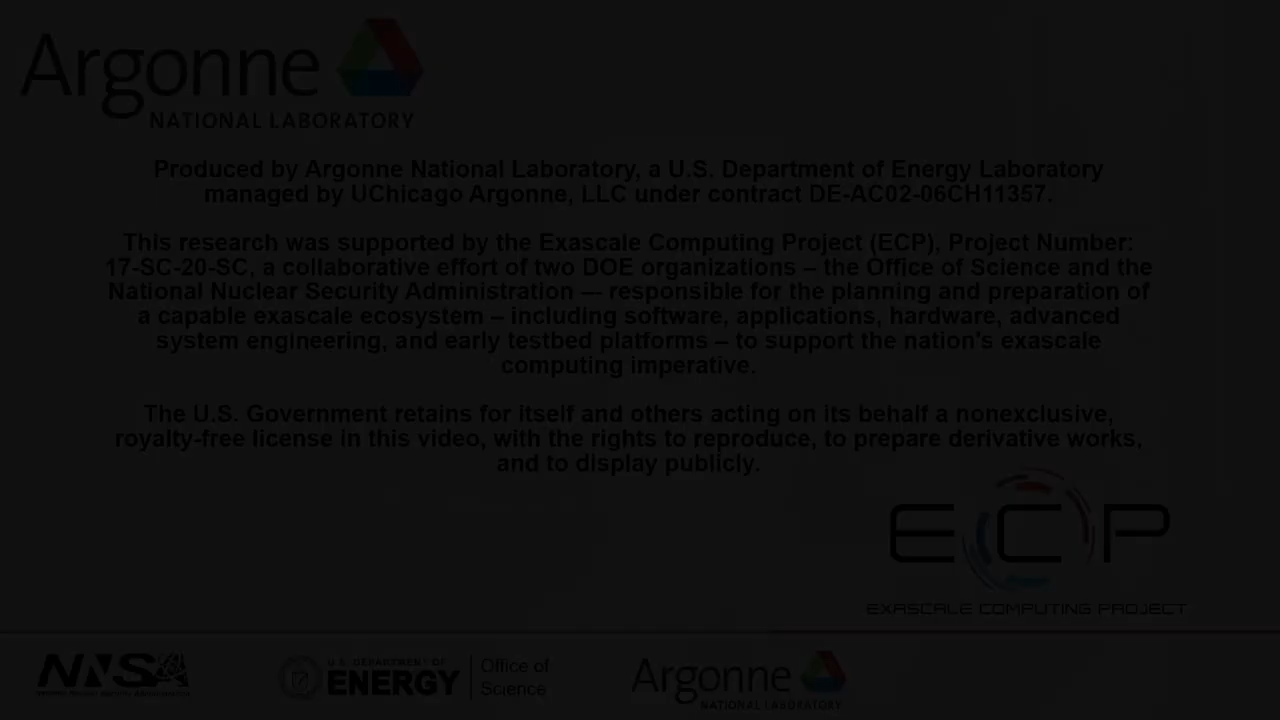 Argonne
NATIONAL LABORATORY
Produced by Argonne National Laboratory, a U.S. Department of Energy Laboratory
managed by UChicago Argonne, LLC under contract DE-AC02-06CH11357.
This research was supported by the Exascale Computing Project (ECP), Project Number:
17-SC-20-SC, a collaborative effort of two DOE organizations – the Office of Science and the
National Nuclear Security Administration –- responsible for the planning and preparation of
a capable exascale ecosystem – including software, applications, hardware, advanced
system engineering, and early testbed platforms – to support the nation's exascale
computing imperative.
The U.S. Government retains for itself and others acting on its behalf a nonexclusive,
royalty-free license in this video, with the rights to reproduce, to prepare derivative works,
and to display publicly.
ECP
EXASCALE COMPUTING PROJECT
NNSA
National Nuclear Security Administration
U.S. DEPARTMENT OF
ENERGY
Office of
Science
Argonne
NATIONAL LABORATORY